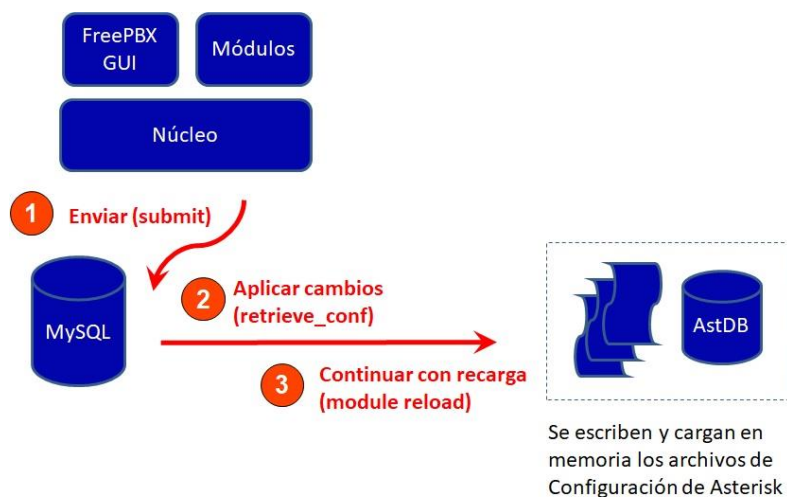 FreePBX
GUI
Módulos
Núcleo
1
Enviar (submit)
MySQL
2
Aplicar cambios
(retrieve_conf)
3
Continuar con recarga
(module reload)
AstDB
Se escriben y cargan en
memoria los archivos de
Configuración de Asterisk